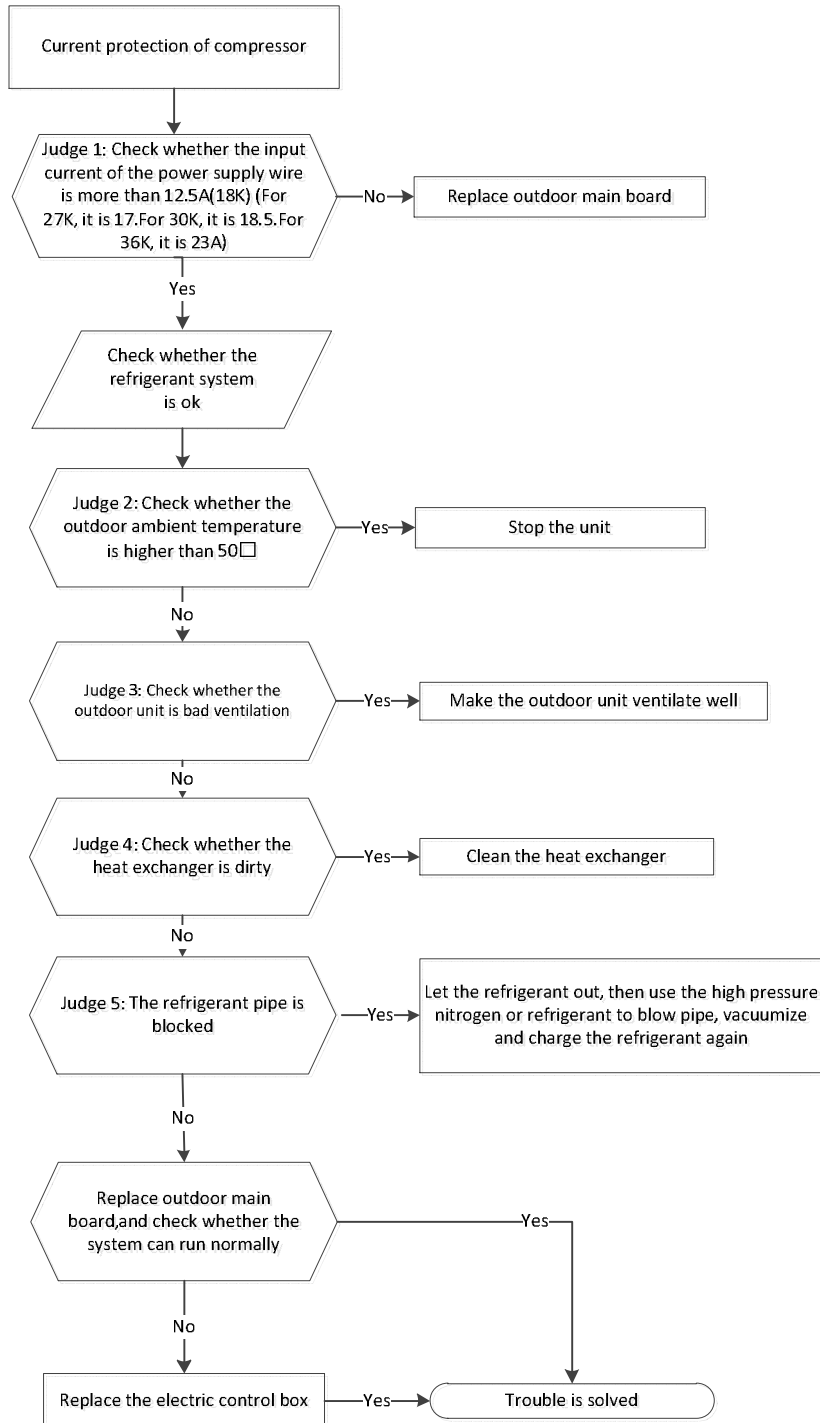 Current protection of compressor
Judge 1: Check whether the input
current of the power supply wire
is more than 12.5A(18K) (For
27K, it is 17.For 30K, it is 18.5.For
36K, it is 23A)
No
Replace outdoor main board
Yes
Check whether the
refrigerant system
is ok
Judge 2: Check whether the
outdoor ambient temperature
is higher than 50□
Yes
Stop the unit
No
Judge 3: Check whether the
outdoor unit is bad ventilation
Yes
Make the outdoor unit ventilate well
No
Judge 4: Check whether the
heat exchanger is dirty
Yes
Clean the heat exchanger
No
Judge 5: The refrigerant pipe is
blocked
Yes
Let the refrigerant out, then use the high pressure
nitrogen or refrigerant to blow pipe, vacuumize
and charge the refrigerant again
No
Replace outdoor main
board,and check whether the
system can run normally
Yes
No
Replace the electric control box
Yes
Trouble is solved